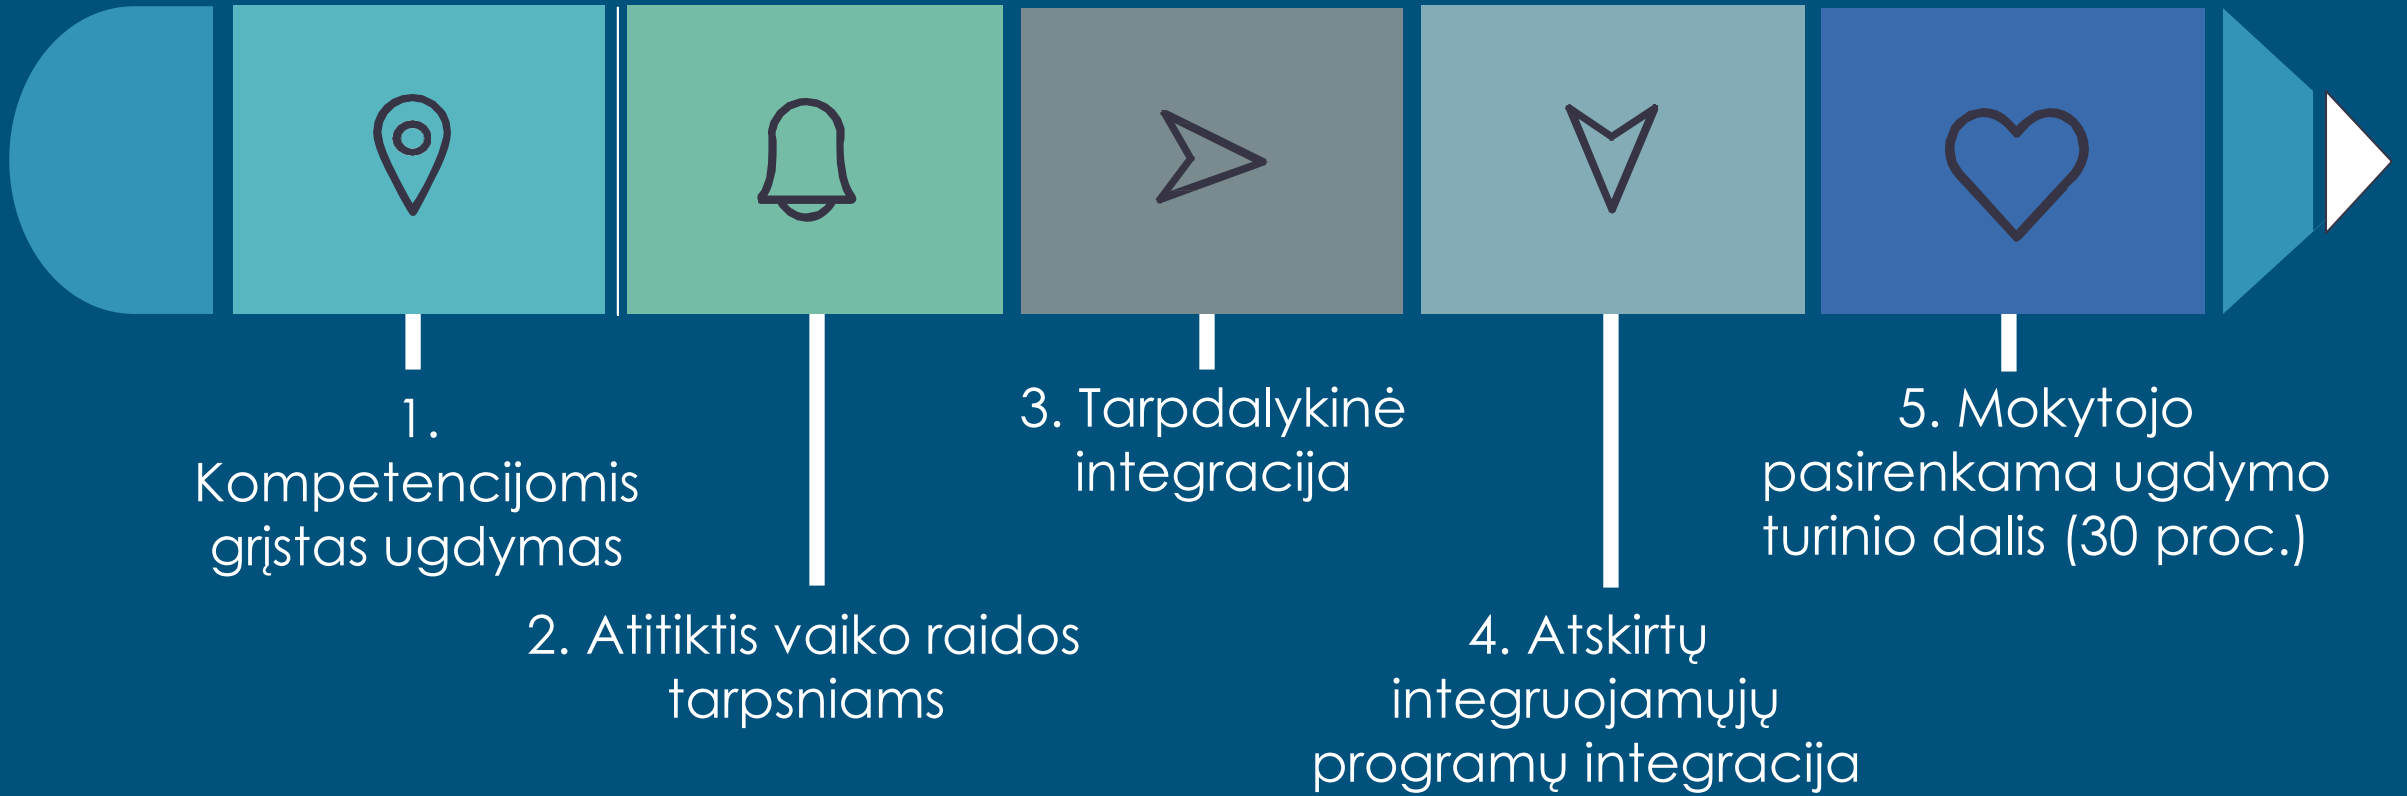 1.
Kompetencijomis
grįstas ugdymas
2. Atitiktis vaiko raidos
tarpsniams
3. Tarpdalykinė
integracija
4. Atskirtų
integruojamųjų
programų integracija
5. Mokytojo
pasirenkama ugdymo
turinio dalis (30 proc.)